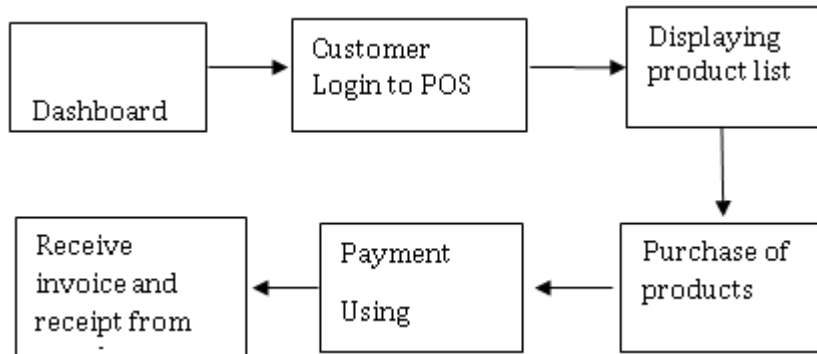 Dashboard
Customer
Login to POS
Displaying
product list
Purchase of
products
Payment
Using
Receive
invoice and
receipt from